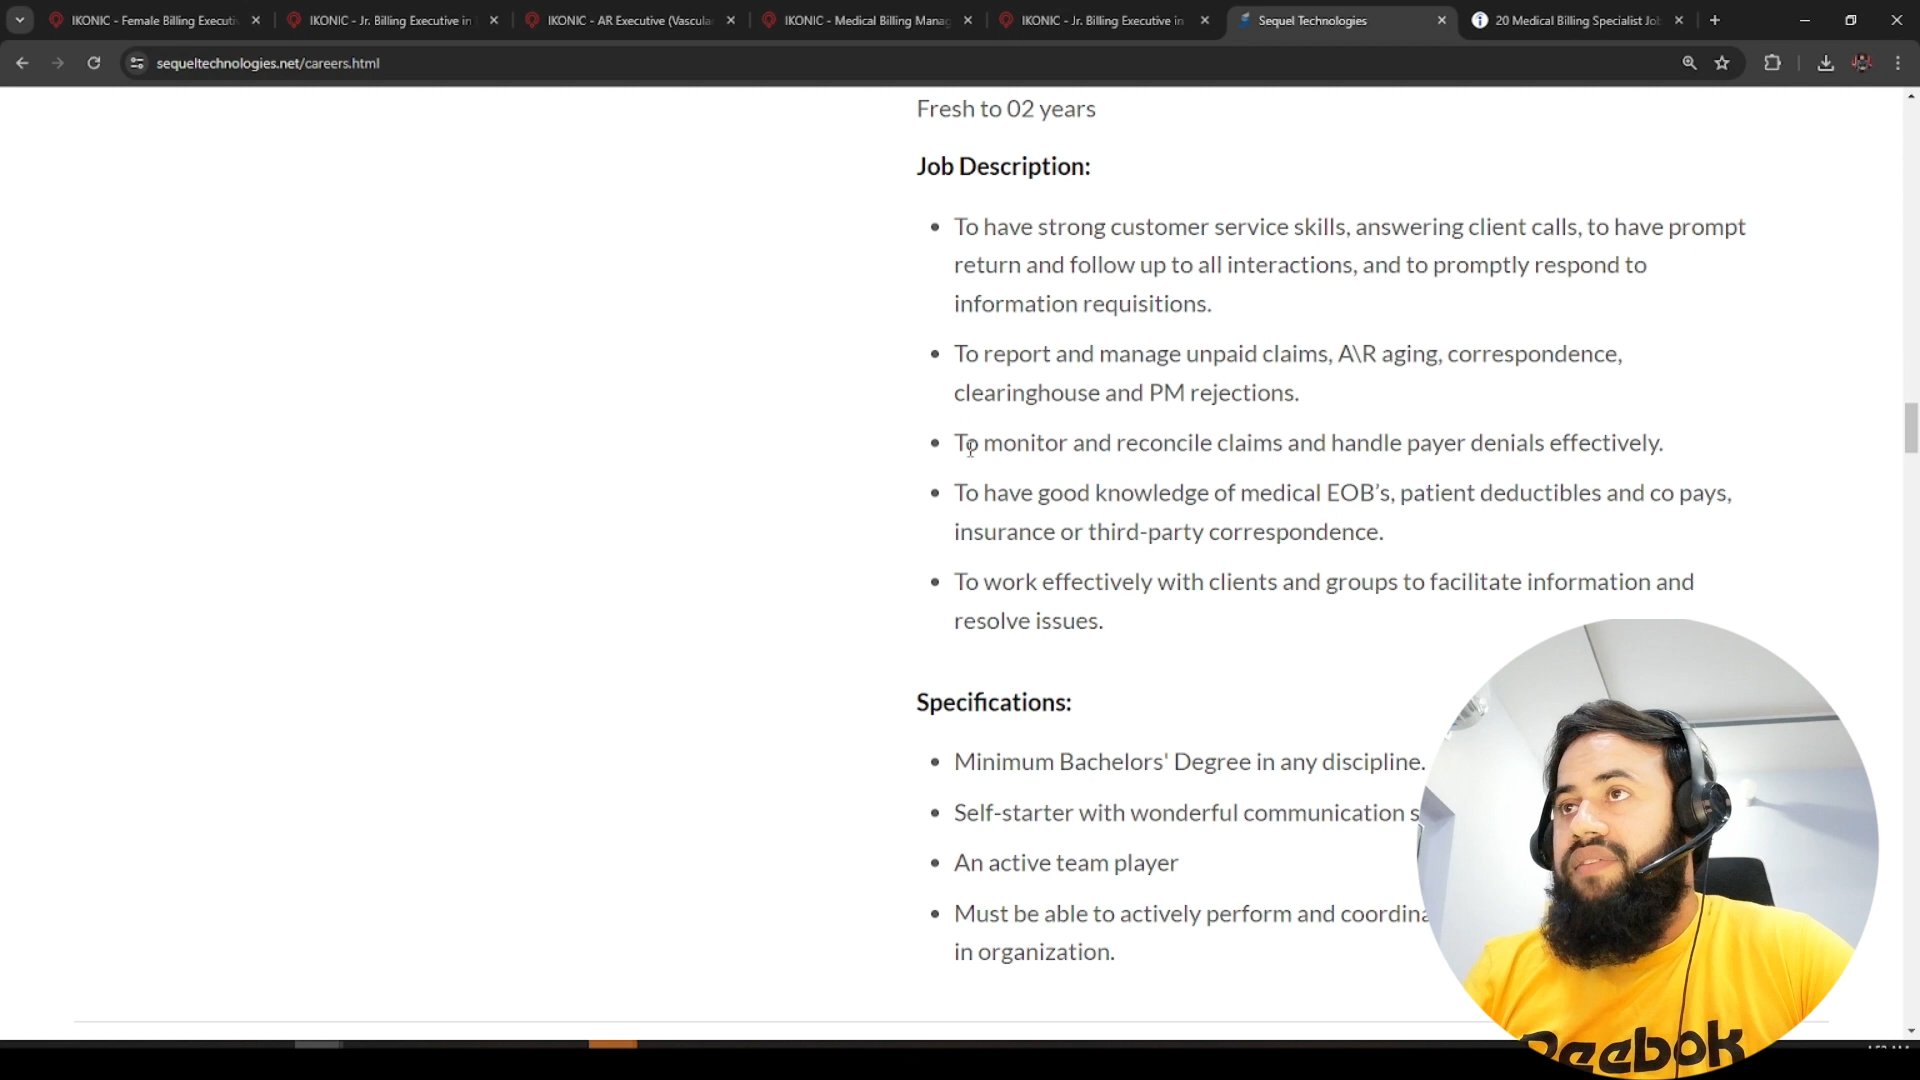 IKONIC - Female Billing Executi
IKONIC - Jr. Billing Executive in
IKONIC - AR Executive (Vascula
IKONIC - Medical Billing Manag
IKONIC - Jr. Billing Executive in
Sequel Technologies
20 Medical Billing Specialist Jo
sequeltechnologies.net/careers.html
Fresh to 02 years
Job Description:
• To have strong customer service skills, answering client calls, to have prompt
return and follow up to all interactions, and to promptly respond to
information requisitions.
• To report and manage unpaid claims, A\R aging, correspondence,
clearinghouse and PM rejections.
• To monitor and reconcile claims and handle payer denials effectively.
• To have good knowledge of medical EOB’s, patient deductibles and co pays,
insurance or third-party correspondence.
• To work effectively with clients and groups to facilitate information and
resolve issues.
Specifications:
• Minimum Bachelors' Degree in any discipline.
• Self-starter with wonderful communication s
• An active team player
• Must be able to actively perform and coordina
in organization.
Reebok